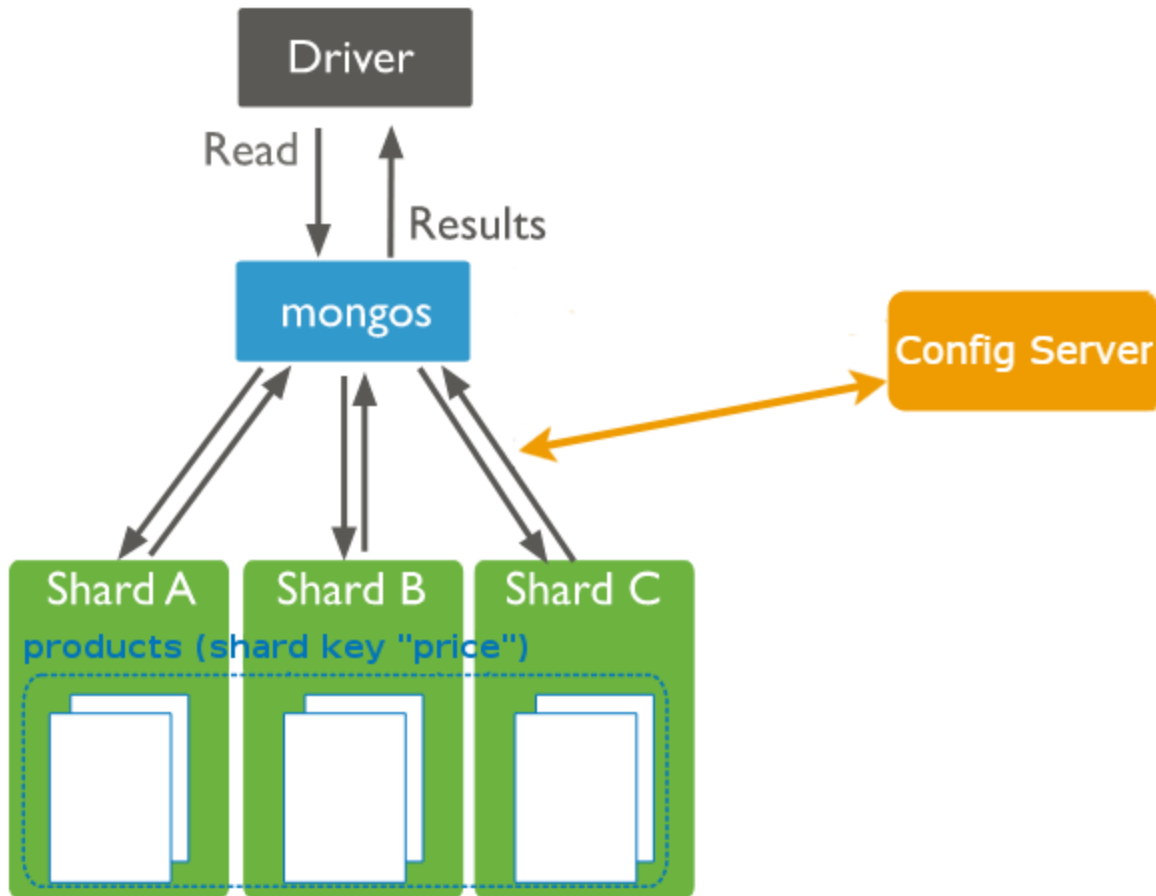 Driver
Read
Results
mongos
Config Server
Shard A
Shard B
Shard C
products (shard key "price")